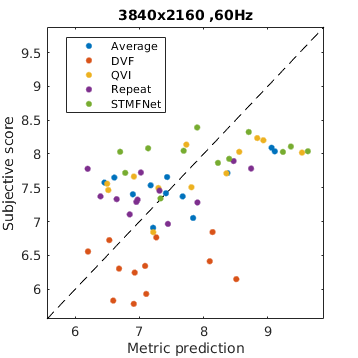 3840x2160 ,60Hz
Average
DVF
QVI
Repeat
STMFNet
Subjective score
9.5
9
8.5
8
7.5
7
6.5
6
6 7 8 9
Metric prediction